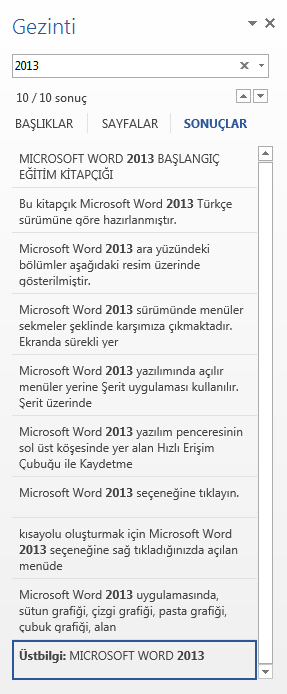 Gezinti
2013
10 / 10 sonuç
BAŞLIKLAR SAYFALAR SONUÇLAR
MICROSOFT WORD 2013 BAŞLANGIÇ
EĞİTİM KİTAPÇIĞI
Bu kitapçık Microsoft Word 2013 Türkçe
sürümüne göre hazırlanmıştır.
Microsoft Word 2013 ara yüzündeki
bölümler aşağıdaki resim üzerinde
gösterilmiştir.
Microsoft Word 2013 sürümünde menüler
sekmeler şeklinde karşımıza çıkmaktadır.
Ekranda sürekli yer
Microsoft Word 2013 yazılımında açılır
menüler yerine Şerit uygulaması kullanılır.
Şerit üzerinde
Microsoft Word 2013 yazılım penceresinin
sol üst köşesinde yer alan Hızlı Erişim
Çubuğu ile Kaydetme
Microsoft Word 2013 seçeneğine tıklayın.
kısayolu oluşturmak için Microsoft Word
2013 seçeneğine sağ tıkladığınızda açılan
menüde
Microsoft Word 2013 uygulamasında,
sütun grafiği, çizgi grafiği, pasta grafiği,
çubuk grafiği, alan
Üstbilgi: MICROSOFT WORD 2013